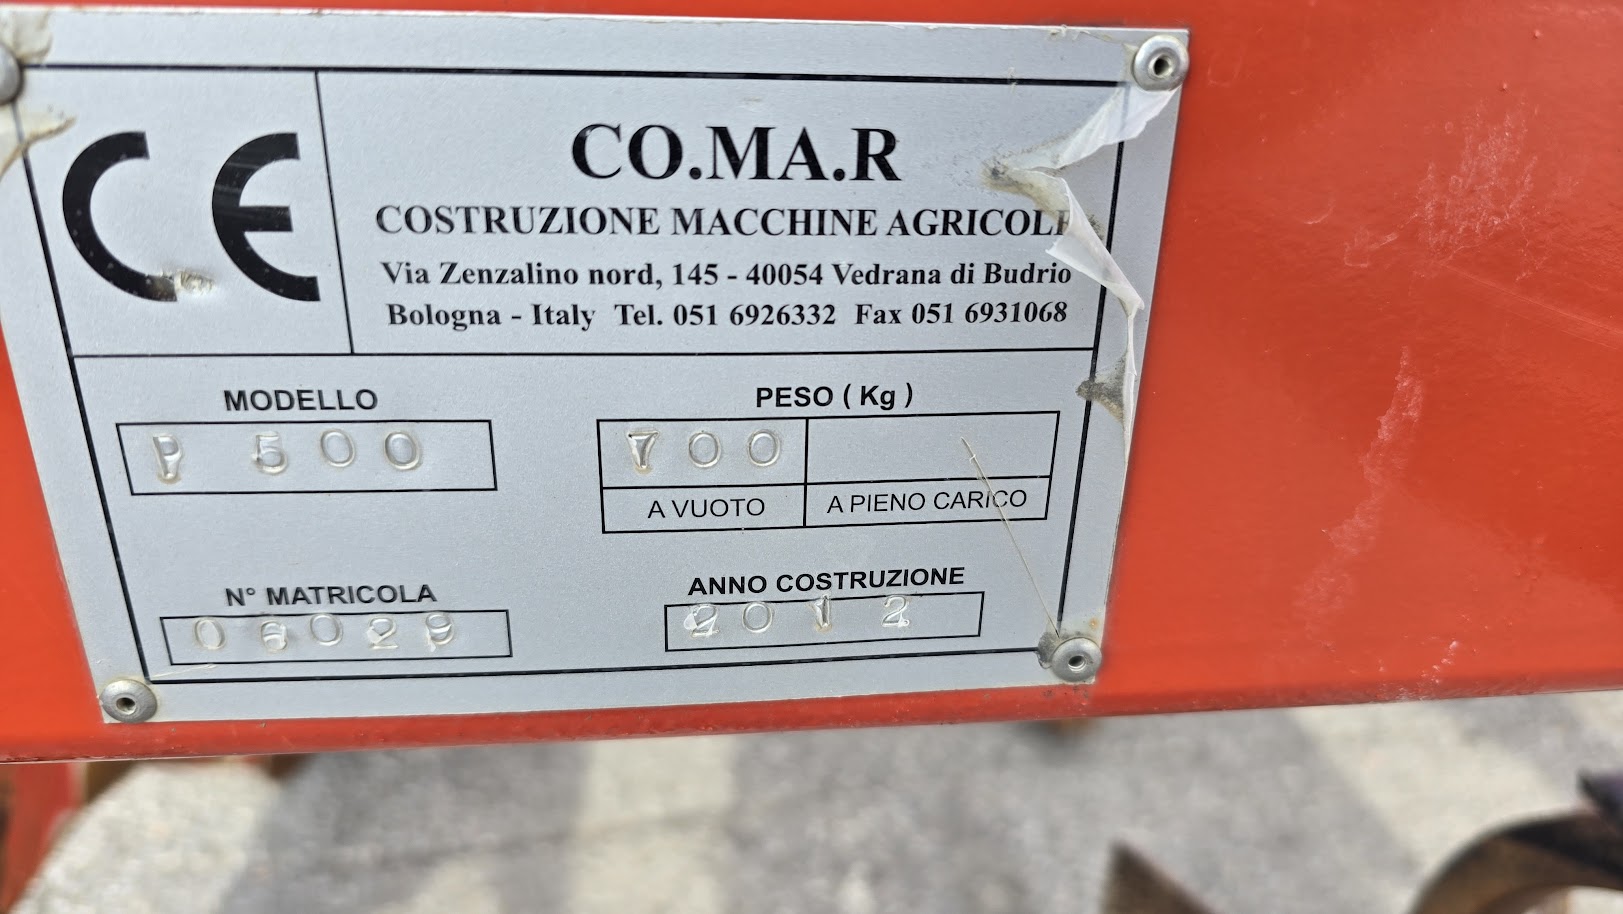 CE
CO.MA.R
COSTRUZIONE MACCHINE AGRICOLE
Via Zenzalino nord, 145 - 40054 Vedrana di Budrio
Bologna - Italy Tel. 051 6926332 Fax 051 6931068
MODELLO
P 500
PESO ( Kg )
700
A VUOTO
A PIENO CARICO
N° MATRICOLA
ANNO COSTRUZIONE
2012